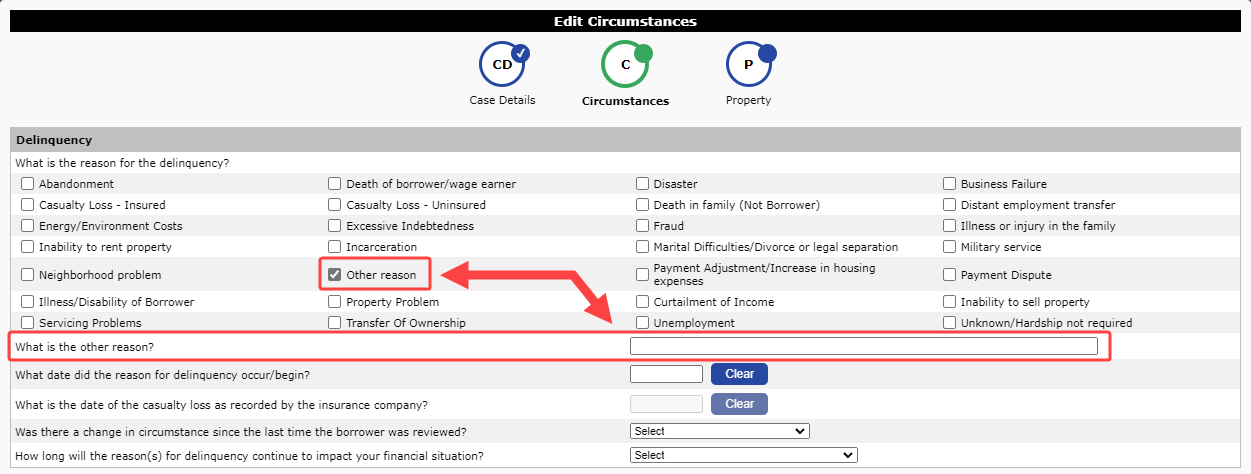 Edit Circumstances
CD C P
Case Details Circumstances Property
Delinquency
What is the reason for the delinquency?
Abandonment Death of borrower/wage earner Disaster Business Failure
Casualty Loss - Insured Casualty Loss - Uninsured Death in family (Not Borrower) Distant employment transfer
Energy/Environment Costs Excessive Indebtedness Fraud Illness or injury in the family
Inability to rent property Incarceration Marital Difficulties/Divorce or legal separation Military service
Neighborhood problem Other reason Payment Adjustment/Increase in housing expenses Payment Dispute
Illness/Disability of Borrower Property Problem Curtailment of Income Inability to sell property
Servicing Problems Transfer Of Ownership Unemployment Unknown/Hardship not required
What is the other reason?
What date did the reason for delinquency occur/begin? Clear
What is the date of the casualty loss as recorded by the insurance company? Clear
Was there a change in circumstance since the last time the borrower was reviewed? Select
How long will the reason(s) for delinquency continue to impact your financial situation? Select